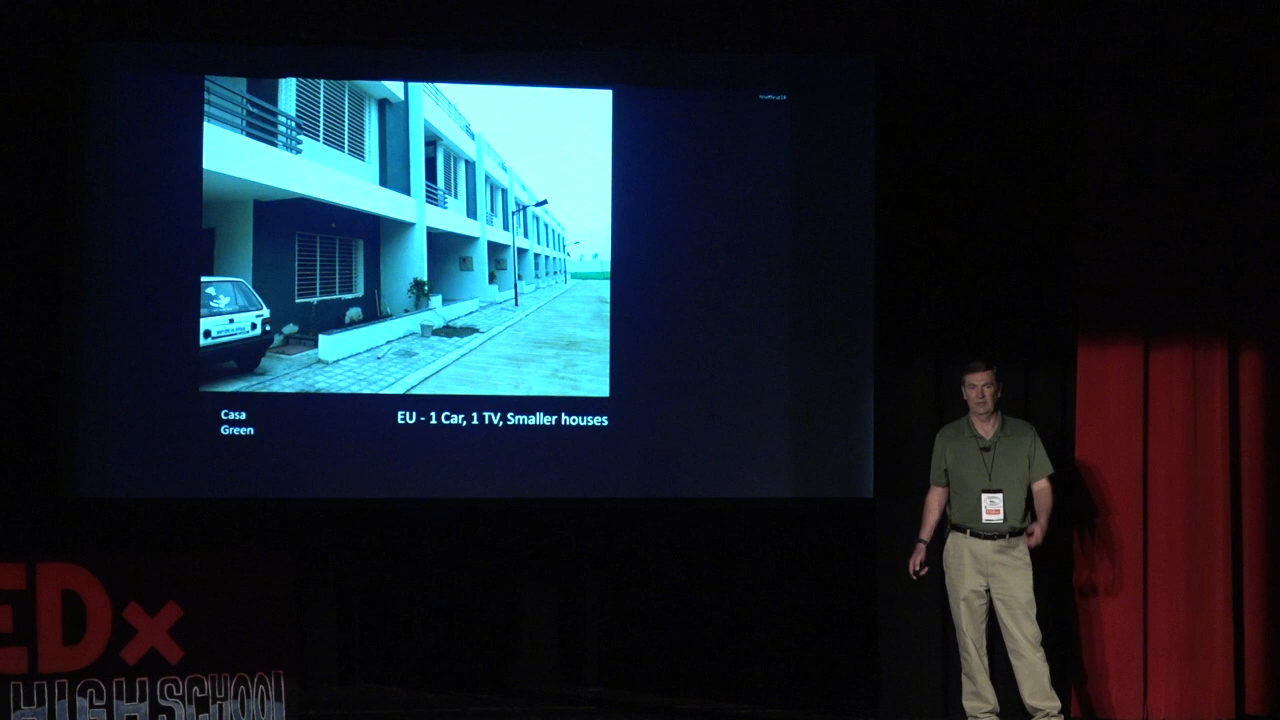 Casa
Green
EU - 1 Car, 1 TV, Smaller houses
EDx
HIGH SCHOOL